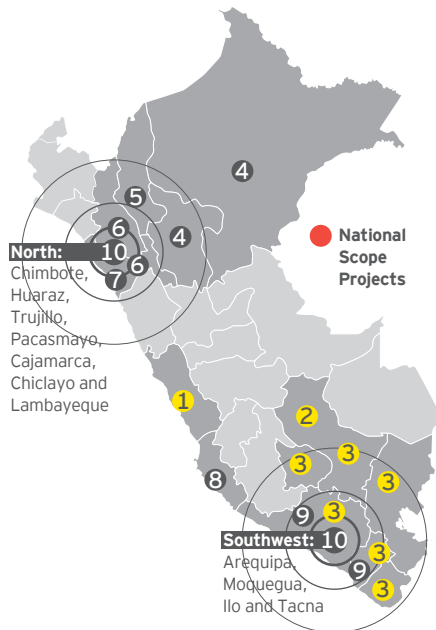 4
5
4
6
North: 10
6
7
Chimbote,
Huaraz,
Trujillo,
Pacasmayo,
Cajamarca,
Chiclayo and
Lambayeque
National
Scope
Projects
1
2
3
3
3
8
9
3
Southwest: 10
3
9
3
Arequipa,
Moquegua,
Ilo and Tacna